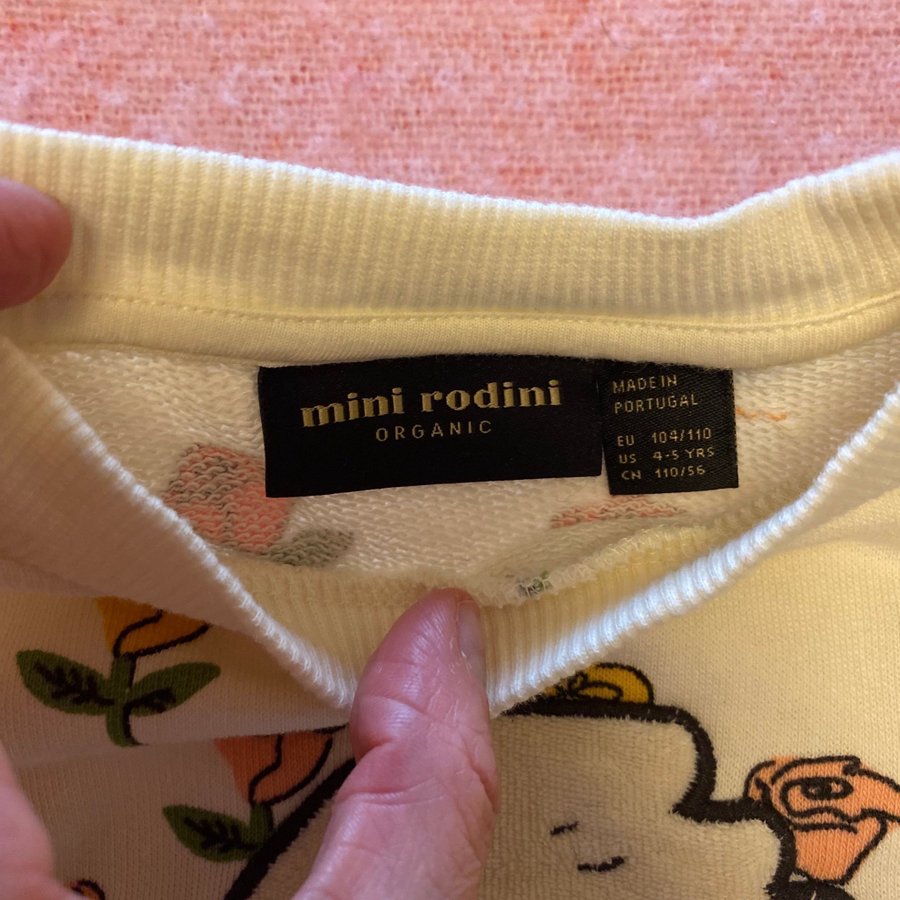 mini rodini
ORGANIC
MADE IN
PORTUGAL
EU 104/110
US 4-5 YRS
CN 110/56